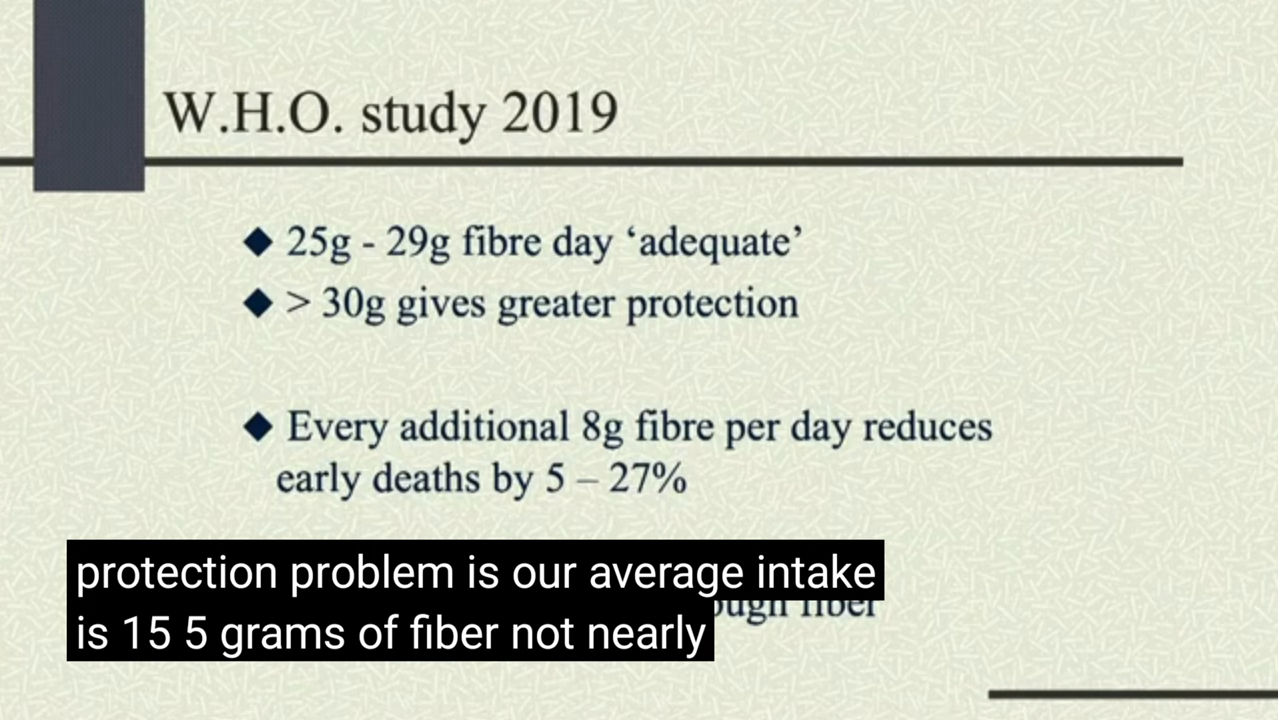 W.H.O. study 2019
25g - 29g fibre day ‘adequate’
> 30g gives greater protection
Every additional 8g fibre per day reduces
early deaths by 5 – 27%
protection problem is our average intake
is 15 5 grams of fiber not nearly